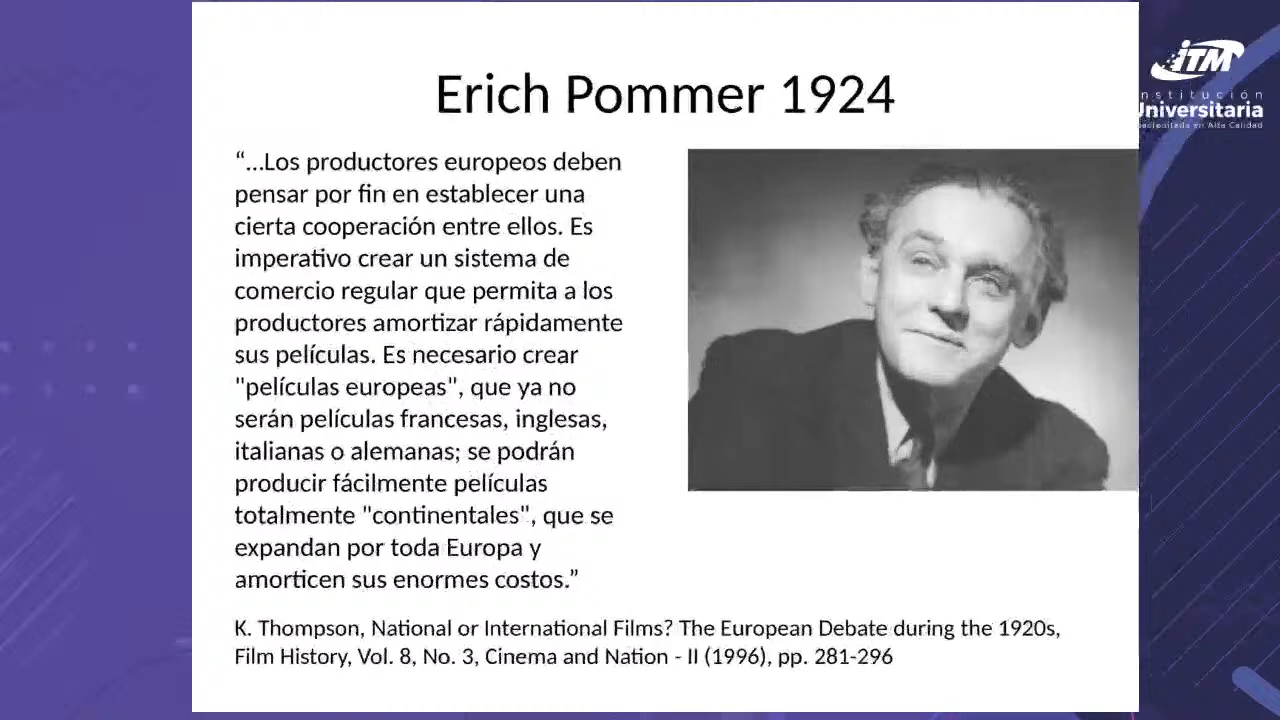 Erich Pommer 1924
“...Los productores europeos deben
pensar por fin en establecer una
cierta cooperación entre ellos. Es
imperativo crear un sistema de
comercio regular que permita a los
productores amortizar rápidamente
sus películas. Es necesario crear
"películas europeas", que ya no
serán películas francesas, inglesas,
italianas o alemanas; se podrán
producir fácilmente películas
totalmente "continentales", que se
expandan por toda Europa y
amorticen sus enormes costos.”
K. Thompson, National or International Films? The European Debate during the 1920s,
Film History, Vol. 8, No. 3, Cinema and Nation - II (1996), pp. 281-296
iTM
nstitución
Universitaria
en Alta Calidad